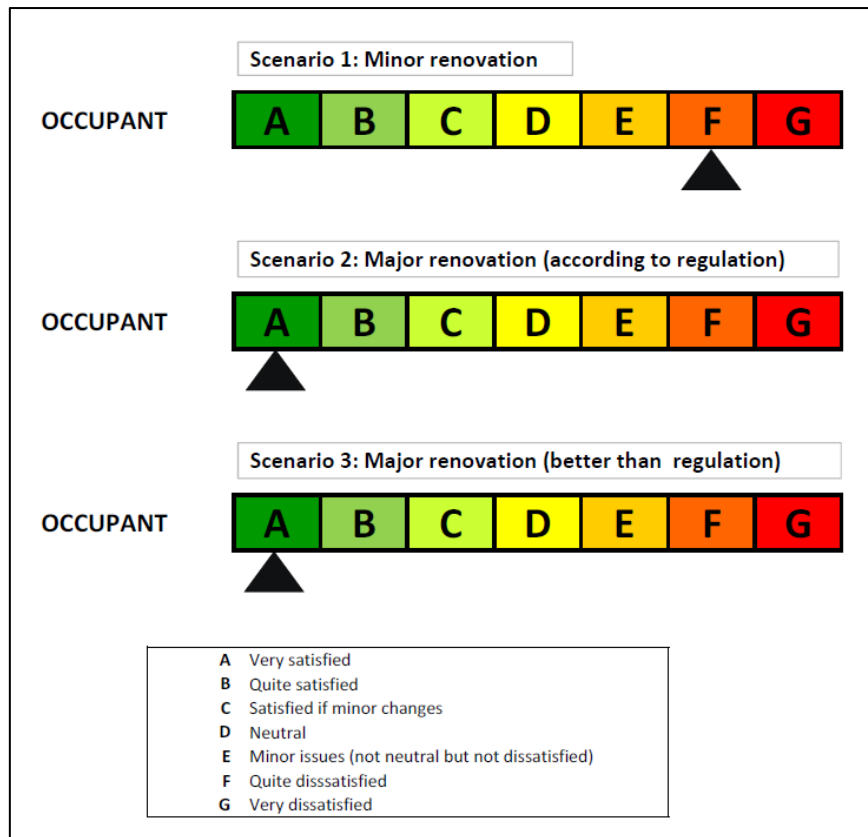 Scenario 1: Minor renovation
OCCUPANT A B C D E F G
Scenario 2: Major renovation (according to regulation)
OCCUPANT A B C D E F G
Scenario 3: Major renovation (better than regulation)
OCCUPANT A B C D E F G
A Very satisfied
B Quite satisfied
C Satisfied if minor changes
D Neutral
E Minor issues (not neutral but not dissatisfied)
F Quite disssatisfied
G Very dissatisfied